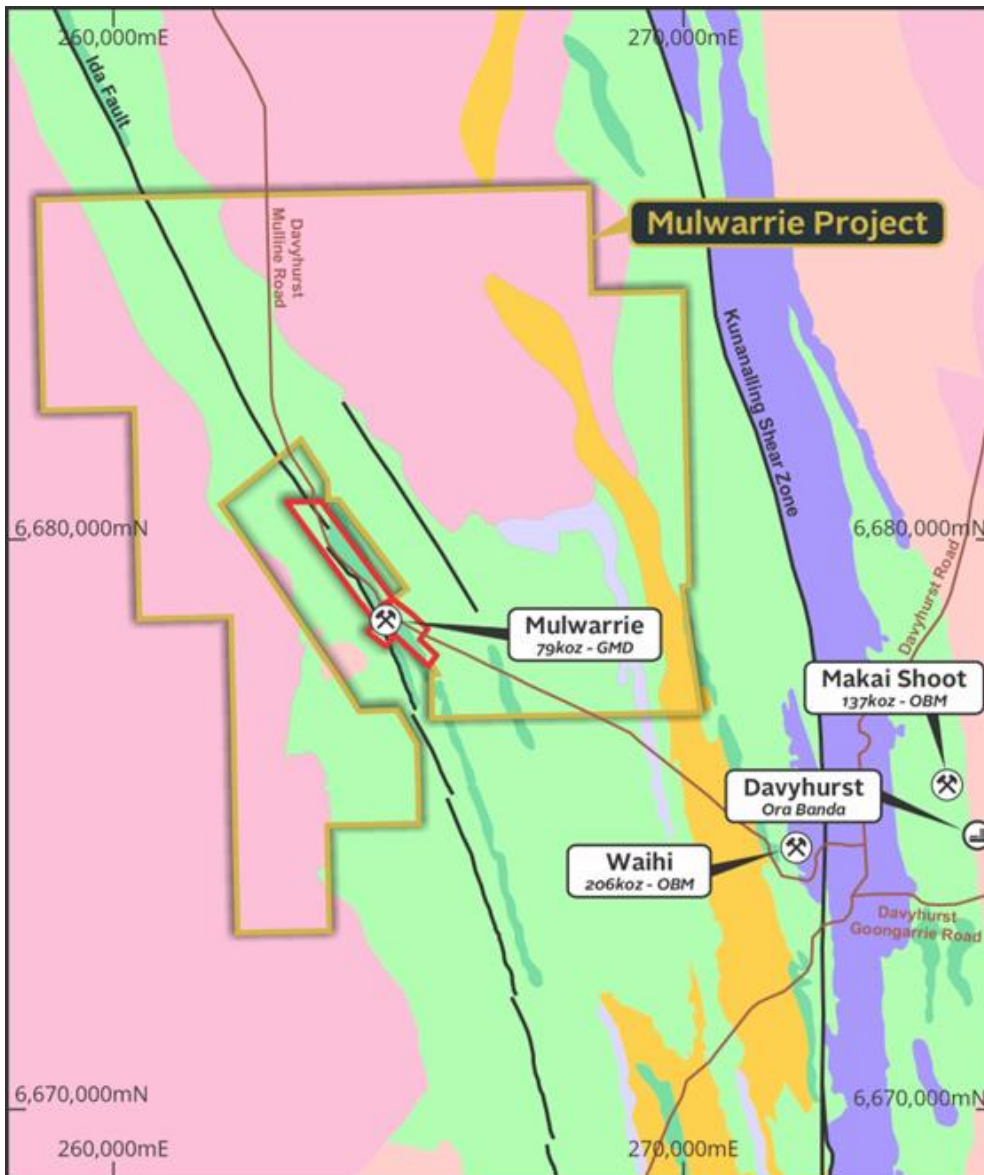 260,000mE
270,000mE
Ida Fault
Davyhurst
Mulline Road
Mulwarrie Project
Kunanalling Shear Zone
6,680,000mN
6,680,000mN
Davyhurst Road
Mulwarrie
79koz - GMD
Makai Shoot
137koz - OBM
Davyhurst
Ora Banda
Waihi
206koz - OBM
Davyhurst
Goongarrie Road
6,670,000mN
6,670,000mN
260,000mE
270,000mE